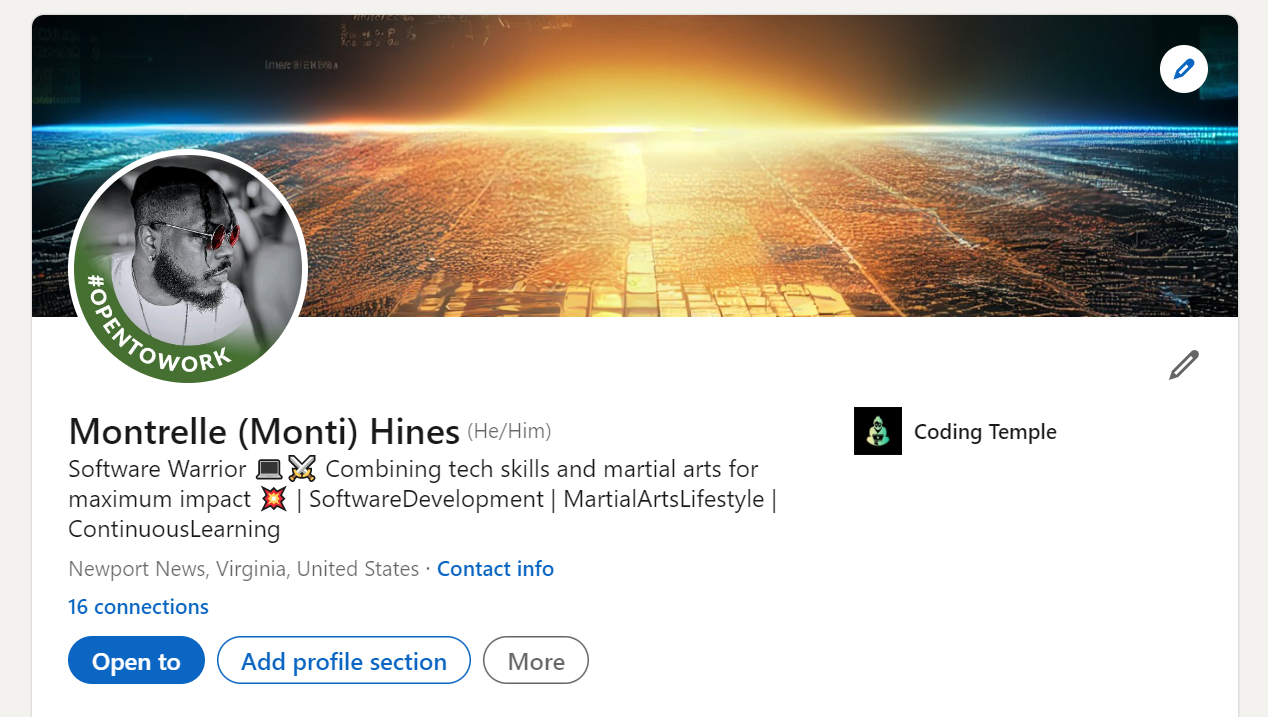 #OPENTOWORK
Montrelle (Monti) Hines (He/Him)
Software Warrior 💻⚔️ Combining tech skills and martial arts for
maximum impact 💥 | SoftwareDevelopment | MartialArtsLifestyle |
ContinuousLearning
Newport News, Virginia, United States · Contact info
16 connections
Open to
Add profile section
More
Coding Temple